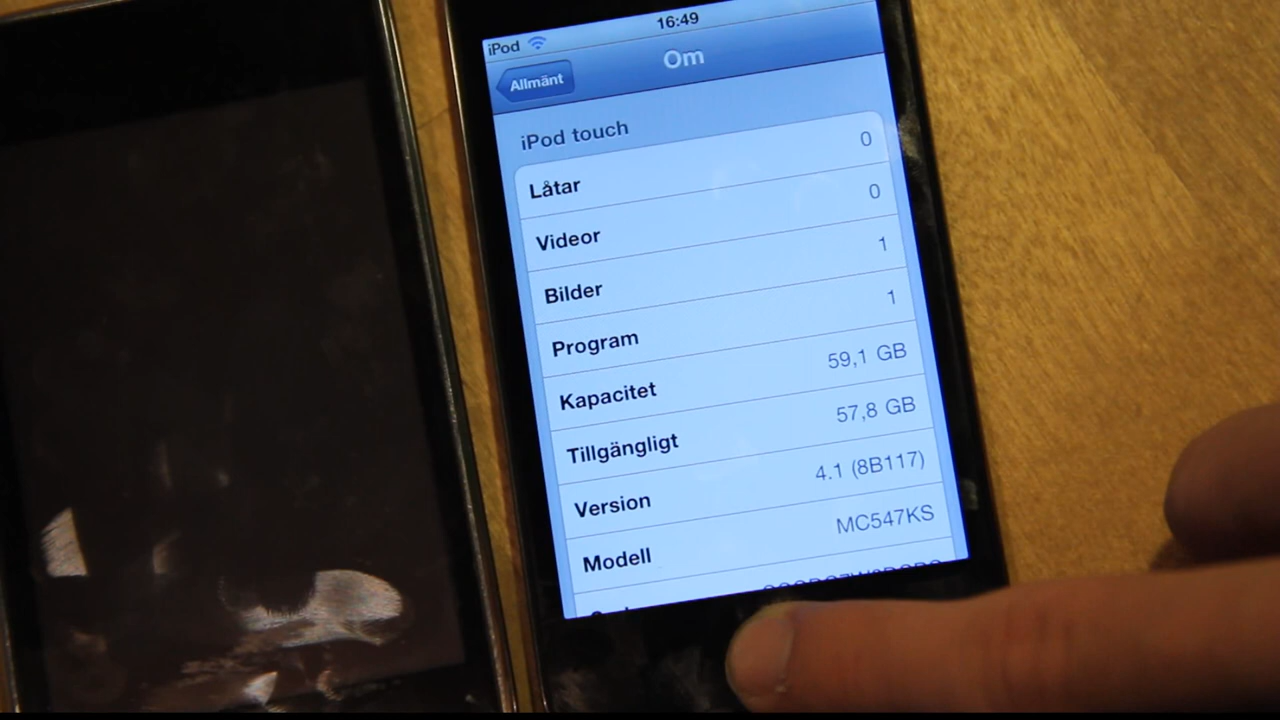 iPod 16:49
Allmänt Om
iPod touch
Låtar 0
Videor 0
Bilder 1
Program 1
Kapacitet 59,1 GB
Tillgängligt 57,8 GB
Version 4.1 (8B117)
Modell MC547KS